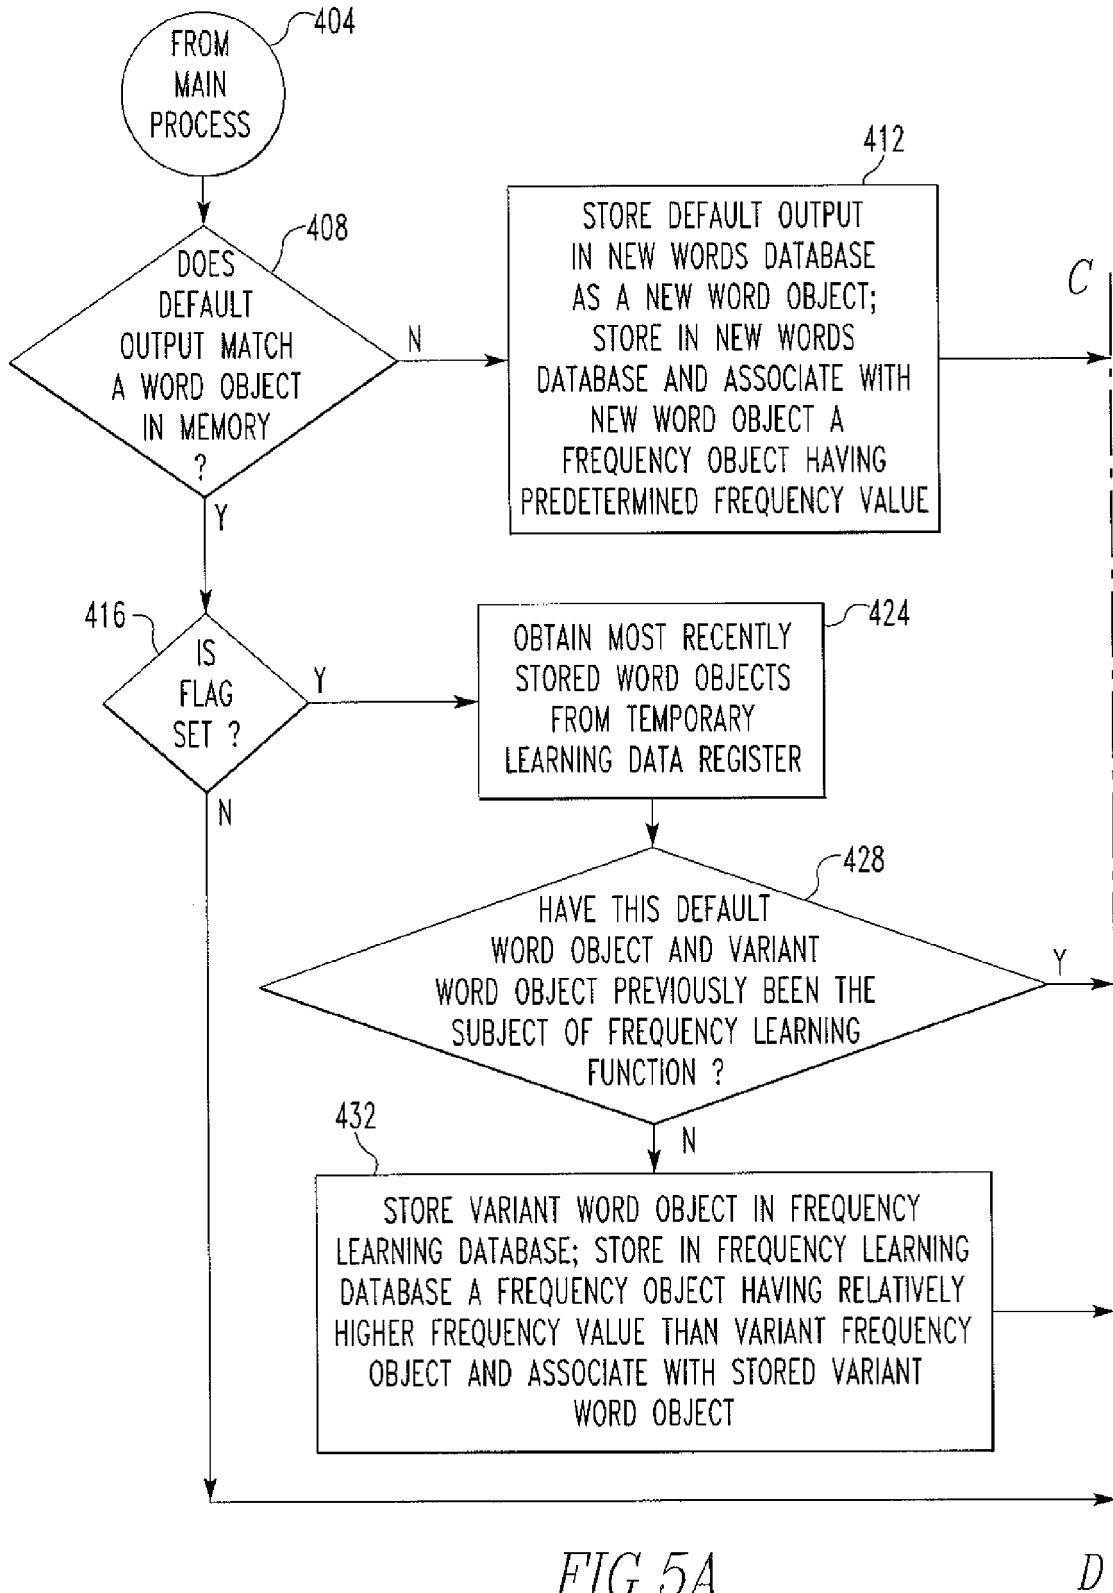 404
FROM
MAIN
PROCESS
408
DOES
DEFAULT
OUTPUT MATCH
A WORD OBJECT
IN MEMORY
?
N
Y
412
STORE DEFAULT OUTPUT
IN NEW WORDS DATABASE
AS A NEW WORD OBJECT;
STORE IN NEW WORDS
DATABASE AND ASSOCIATE WITH
NEW WORD OBJECT A
FREQUENCY OBJECT HAVING
PREDETERMINED FREQUENCY VALUE
C
416
IS
FLAG
SET ?
Y
N
424
OBTAIN MOST RECENTLY
STORED WORD OBJECTS
FROM TEMPORARY
LEARNING DATA REGISTER
428
HAVE THIS DEFAULT
WORD OBJECT AND VARIANT
WORD OBJECT PREVIOUSLY BEEN THE
SUBJECT OF FREQUENCY LEARNING
FUNCTION ?
Y
N
432
STORE VARIANT WORD OBJECT IN FREQUENCY
LEARNING DATABASE; STORE IN FREQUENCY LEARNING
DATABASE A FREQUENCY OBJECT HAVING RELATIVELY
HIGHER FREQUENCY VALUE THAN VARIANT FREQUENCY
OBJECT AND ASSOCIATE WITH STORED VARIANT
WORD OBJECT
FIG. 5A
D